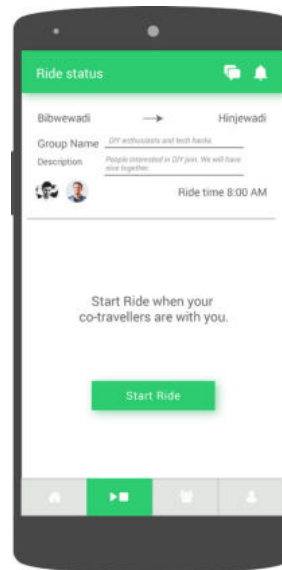 Ride status
Bibwewadi Hinjewadi
Group Name DIY enthusiasts and tech hacks
Description People interested in DIY join. We will have
nice together.
Ride time 8:00 AM
Start Ride when your
co-travellers are with you.
Start Ride